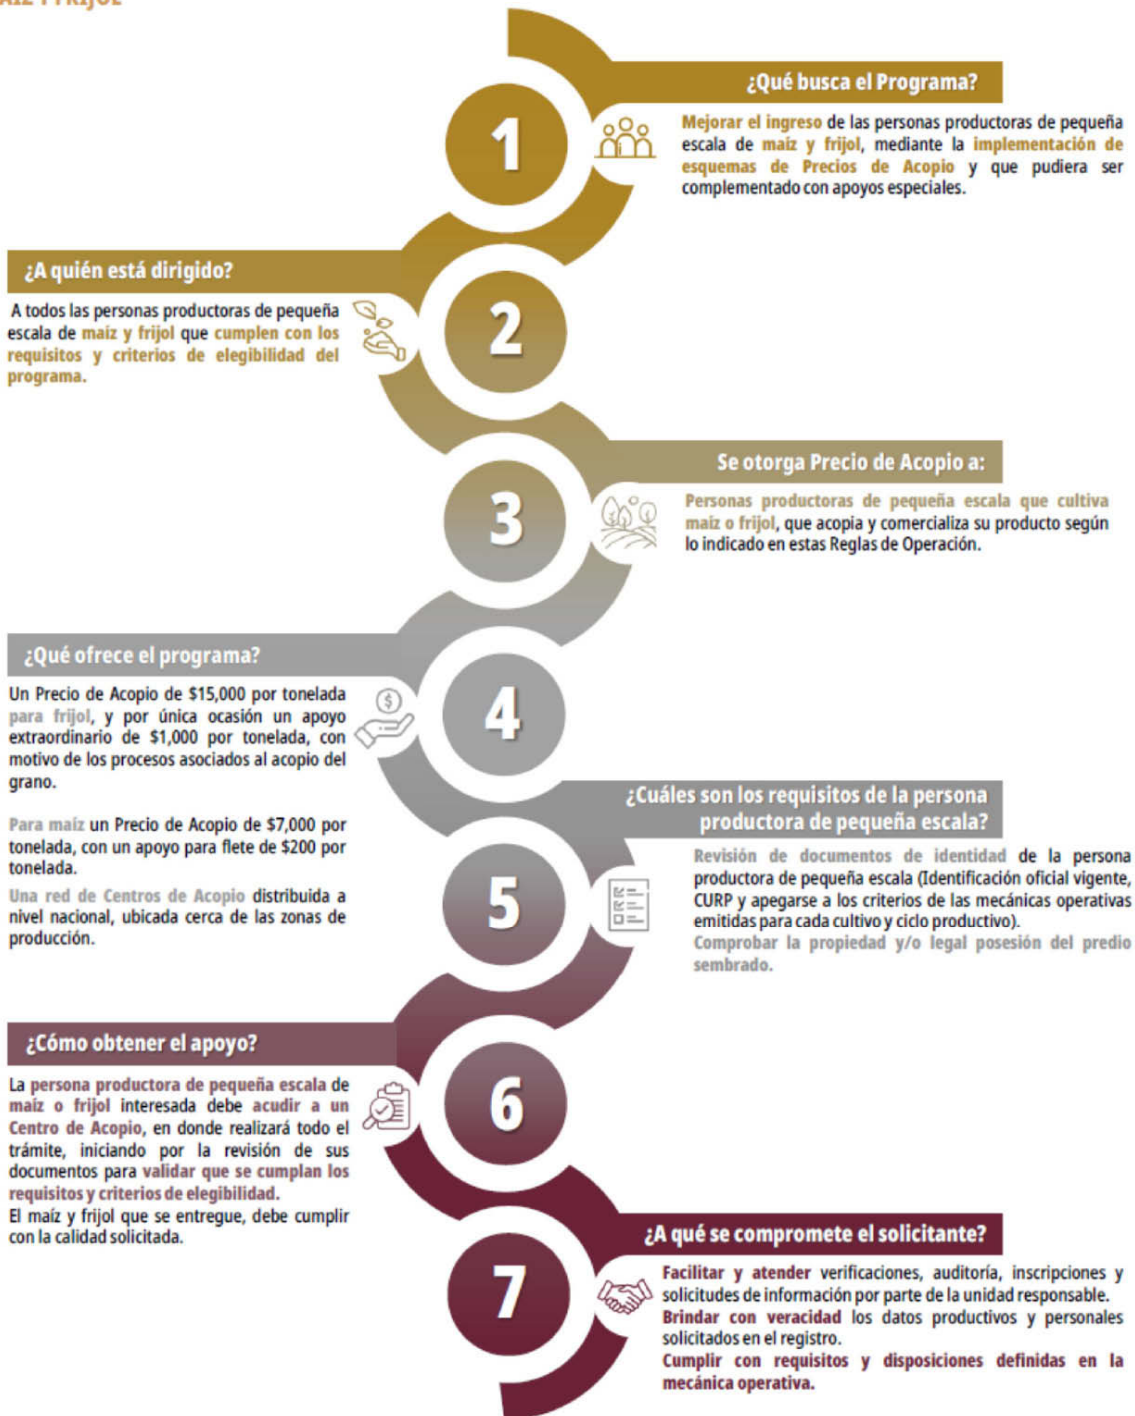 1
¿Qué busca el Programa?
Mejorar el ingreso de las personas productoras de pequeña
escala de maíz y frijol, mediante la implementación de
esquemas de Precios de Acopio y que pudiera ser
complementado con apoyos especiales.
¿A quién está dirigido?
A todos las personas productoras de pequeña
escala de maíz y frijol que cumplen con los
requisitos y criterios de elegibilidad del
programa.
2
3
Se otorga Precio de Acopio a:
Personas productoras de pequeña escala que cultiva
maíz o frijol, que acopia y comercializa su producto según
lo indicado en estas Reglas de Operación.
¿Qué ofrece el programa?
Un Precio de Acopio de $15,000 por tonelada
para frijol, y por única ocasión un apoyo
extraordinario de $1,000 por tonelada, con
motivo de los procesos asociados al acopio del
grano.
Para maíz un Precio de Acopio de $7,000 por
tonelada, con un apoyo para flete de $200 por
tonelada.
Una red de Centros de Acopio distribuida a
nivel nacional, ubicada cerca de las zonas de
producción.
$
4
5
¿Cuáles son los requisitos de la persona
productora de pequeña escala?
Revisión de documentos de identidad de la persona
productora de pequeña escala (Identificación oficial vigente,
CURP y apegarse a los criterios de las mecánicas operativas
emitidas para cada cultivo y ciclo productivo).
Comprobar la propiedad y/o legal posesión del predio
sembrado.
¿Cómo obtener el apoyo?
La persona productora de pequeña escala de
maíz o frijol interesada debe acudir a un
Centro de Acopio, en donde realizará todo el
trámite, iniciando por la revisión de sus
documentos para validar que se cumplan los
requisitos y criterios de elegibilidad.
El maíz y frijol que se entregue, debe cumplir
con la calidad solicitada.
6
7
¿A qué se compromete el solicitante?
Facilitar y atender verificaciones, auditoría, inscripciones y
solicitudes de información por parte de la unidad responsable.
Brindar con veracidad los datos productivos y personales
solicitados en el registro.
Cumplir con requisitos y disposiciones definidas en la
mecánica operativa.